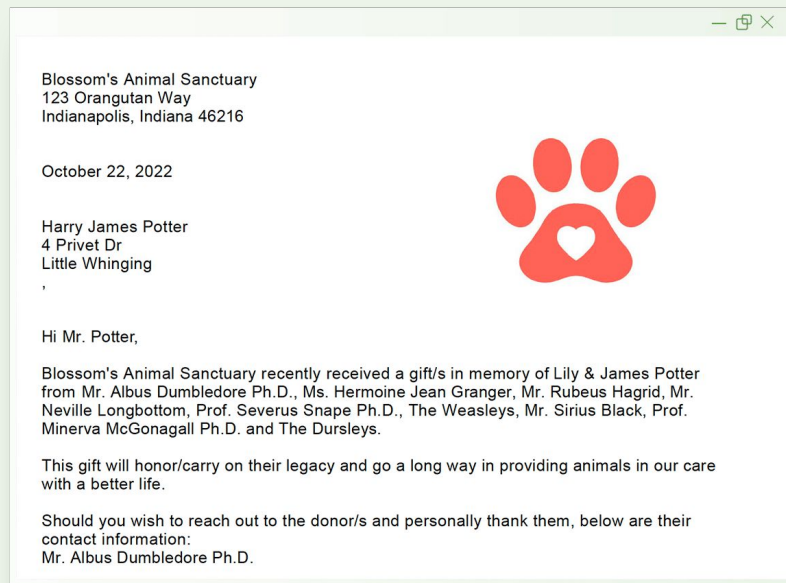 Blossom's Animal Sanctuary
123 Orangutan Way
Indianapolis, Indiana 46216
October 22, 2022
Harry James Potter
4 Privet Dr
Little Whinging
,
Hi Mr. Potter,
Blossom's Animal Sanctuary recently received a gift/s in memory of Lily & James Potter
from Mr. Albus Dumbledore Ph.D., Ms. Hermoine Jean Granger, Mr. Rubeus Hagrid, Mr.
Neville Longbottom, Prof. Severus Snape Ph.D., The Weasleys, Mr. Sirius Black, Prof.
Minerva McGonagall Ph.D. and The Dursleys.
This gift will honor/carry on their legacy and go a long way in providing animals in our care
with a better life.
Should you wish to reach out to the donor/s and personally thank them, below are their
contact information:
Mr. Albus Dumbledore Ph.D.